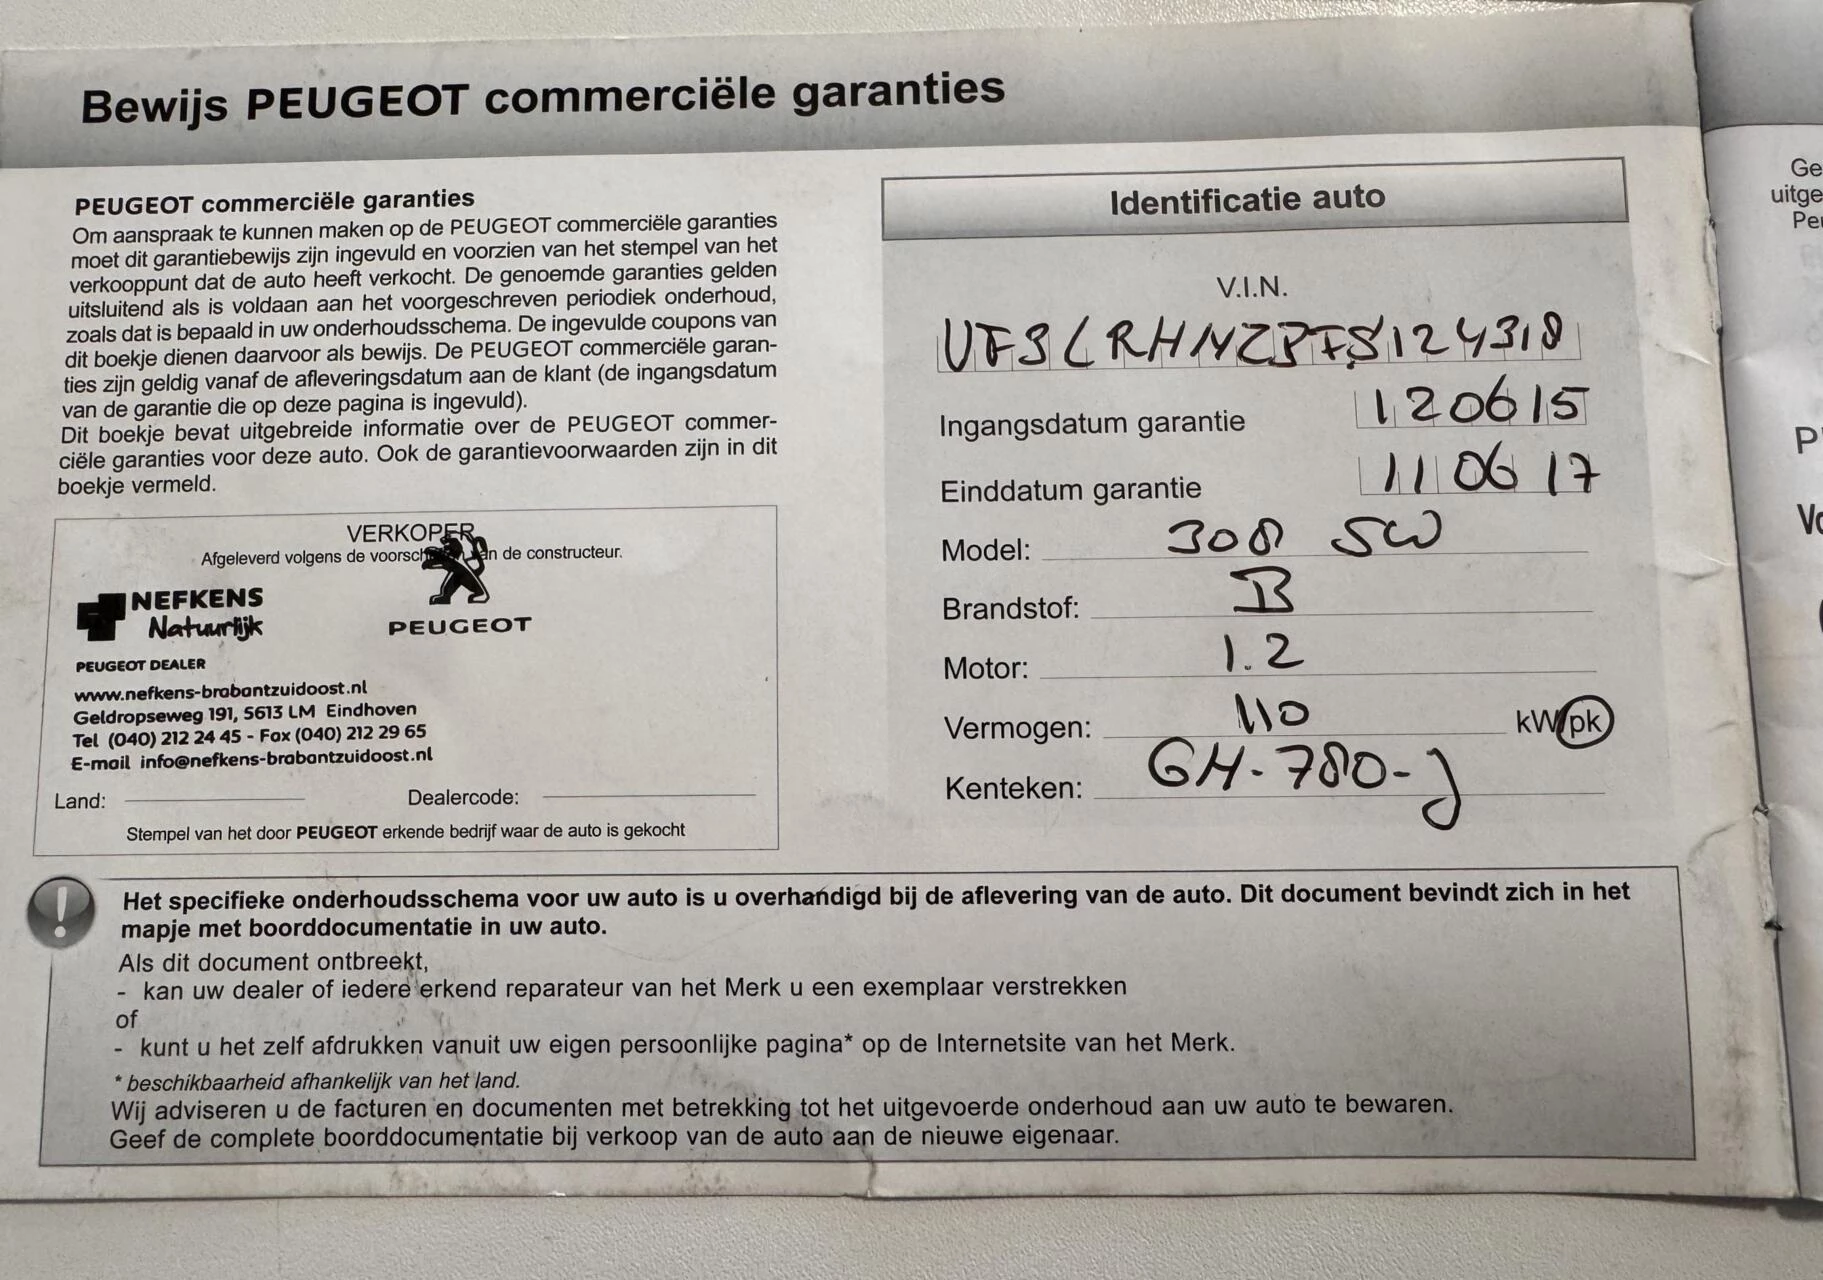 Bewijs PEUGEOT commerciële garanties
PEUGEOT commerciële garanties
Om aanspraak te kunnen maken op de PEUGEOT commerciële garanties
moet dit garantiebewijs zijn ingevuld en voorzien van het stempel van het
verkooppunt dat de auto heeft verkocht. De genoemde garanties gelden
uitsluitend als is voldaan aan het voorgeschreven periodiek onderhoud,
zoals dat is bepaald in uw onderhoudsschema. De ingevulde coupons van
dit boekje dienen daarvoor als bewijs. De PEUGEOT commerciële garan-
ties zijn geldig vanaf de afleveringsdatum aan de klant (de ingangsdatum
van de garantie die op deze pagina is ingevuld).
Dit boekje bevat uitgebreide informatie over de PEUGEOT commer-
ciële garanties voor deze auto. Ook de garantievoorwaarden zijn in dit
boekje vermeld.
VERKOPER
Afgeleverd volgens de van de constructeur.
NEFKENS
Natuurlijk
PEUGEOT
PEUGEOT DEALER
www.nefkens-brabantzuidoost.nl
Geldropseweg 191, 5613 LM Eindhoven
Tel (040) 212 24 45 - Fax (040) 212 29 65
E-mail info@nefkens-brabantzuidoost.nl
Land:
Dealercode:
Stempel van het door PEUGEOT erkende bedrijf waar de auto is gekocht
Identificatie auto
V.I.N.
Ingangsdatum garantie 120615
Einddatum garantie 110617
Model: 308 SW
Brandstof: B
Motor: 1.2
Vermogen: 110 kW/pk
Kenteken: GH-780-J
Het specifieke onderhoudsschema voor uw auto is u overhandigd bij de aflevering van de auto. Dit document bevindt zich in het
mapje met boorddocumentatie in uw auto.
Als dit document ontbreekt,
- kan uw dealer of iedere erkend reparateur van het Merk u een exemplaar verstrekken
of
- kunt u het zelf afdrukken vanuit uw eigen persoonlijke pagina* op de Internetsite van het Merk.
* beschikbaarheid afhankelijk van het land.
Wij adviseren u de facturen en documenten met betrekking tot het uitgevoerde onderhoud aan uw auto te bewaren.
Geef de complete boorddocumentatie bij verkoop van de auto aan de nieuwe eigenaar.